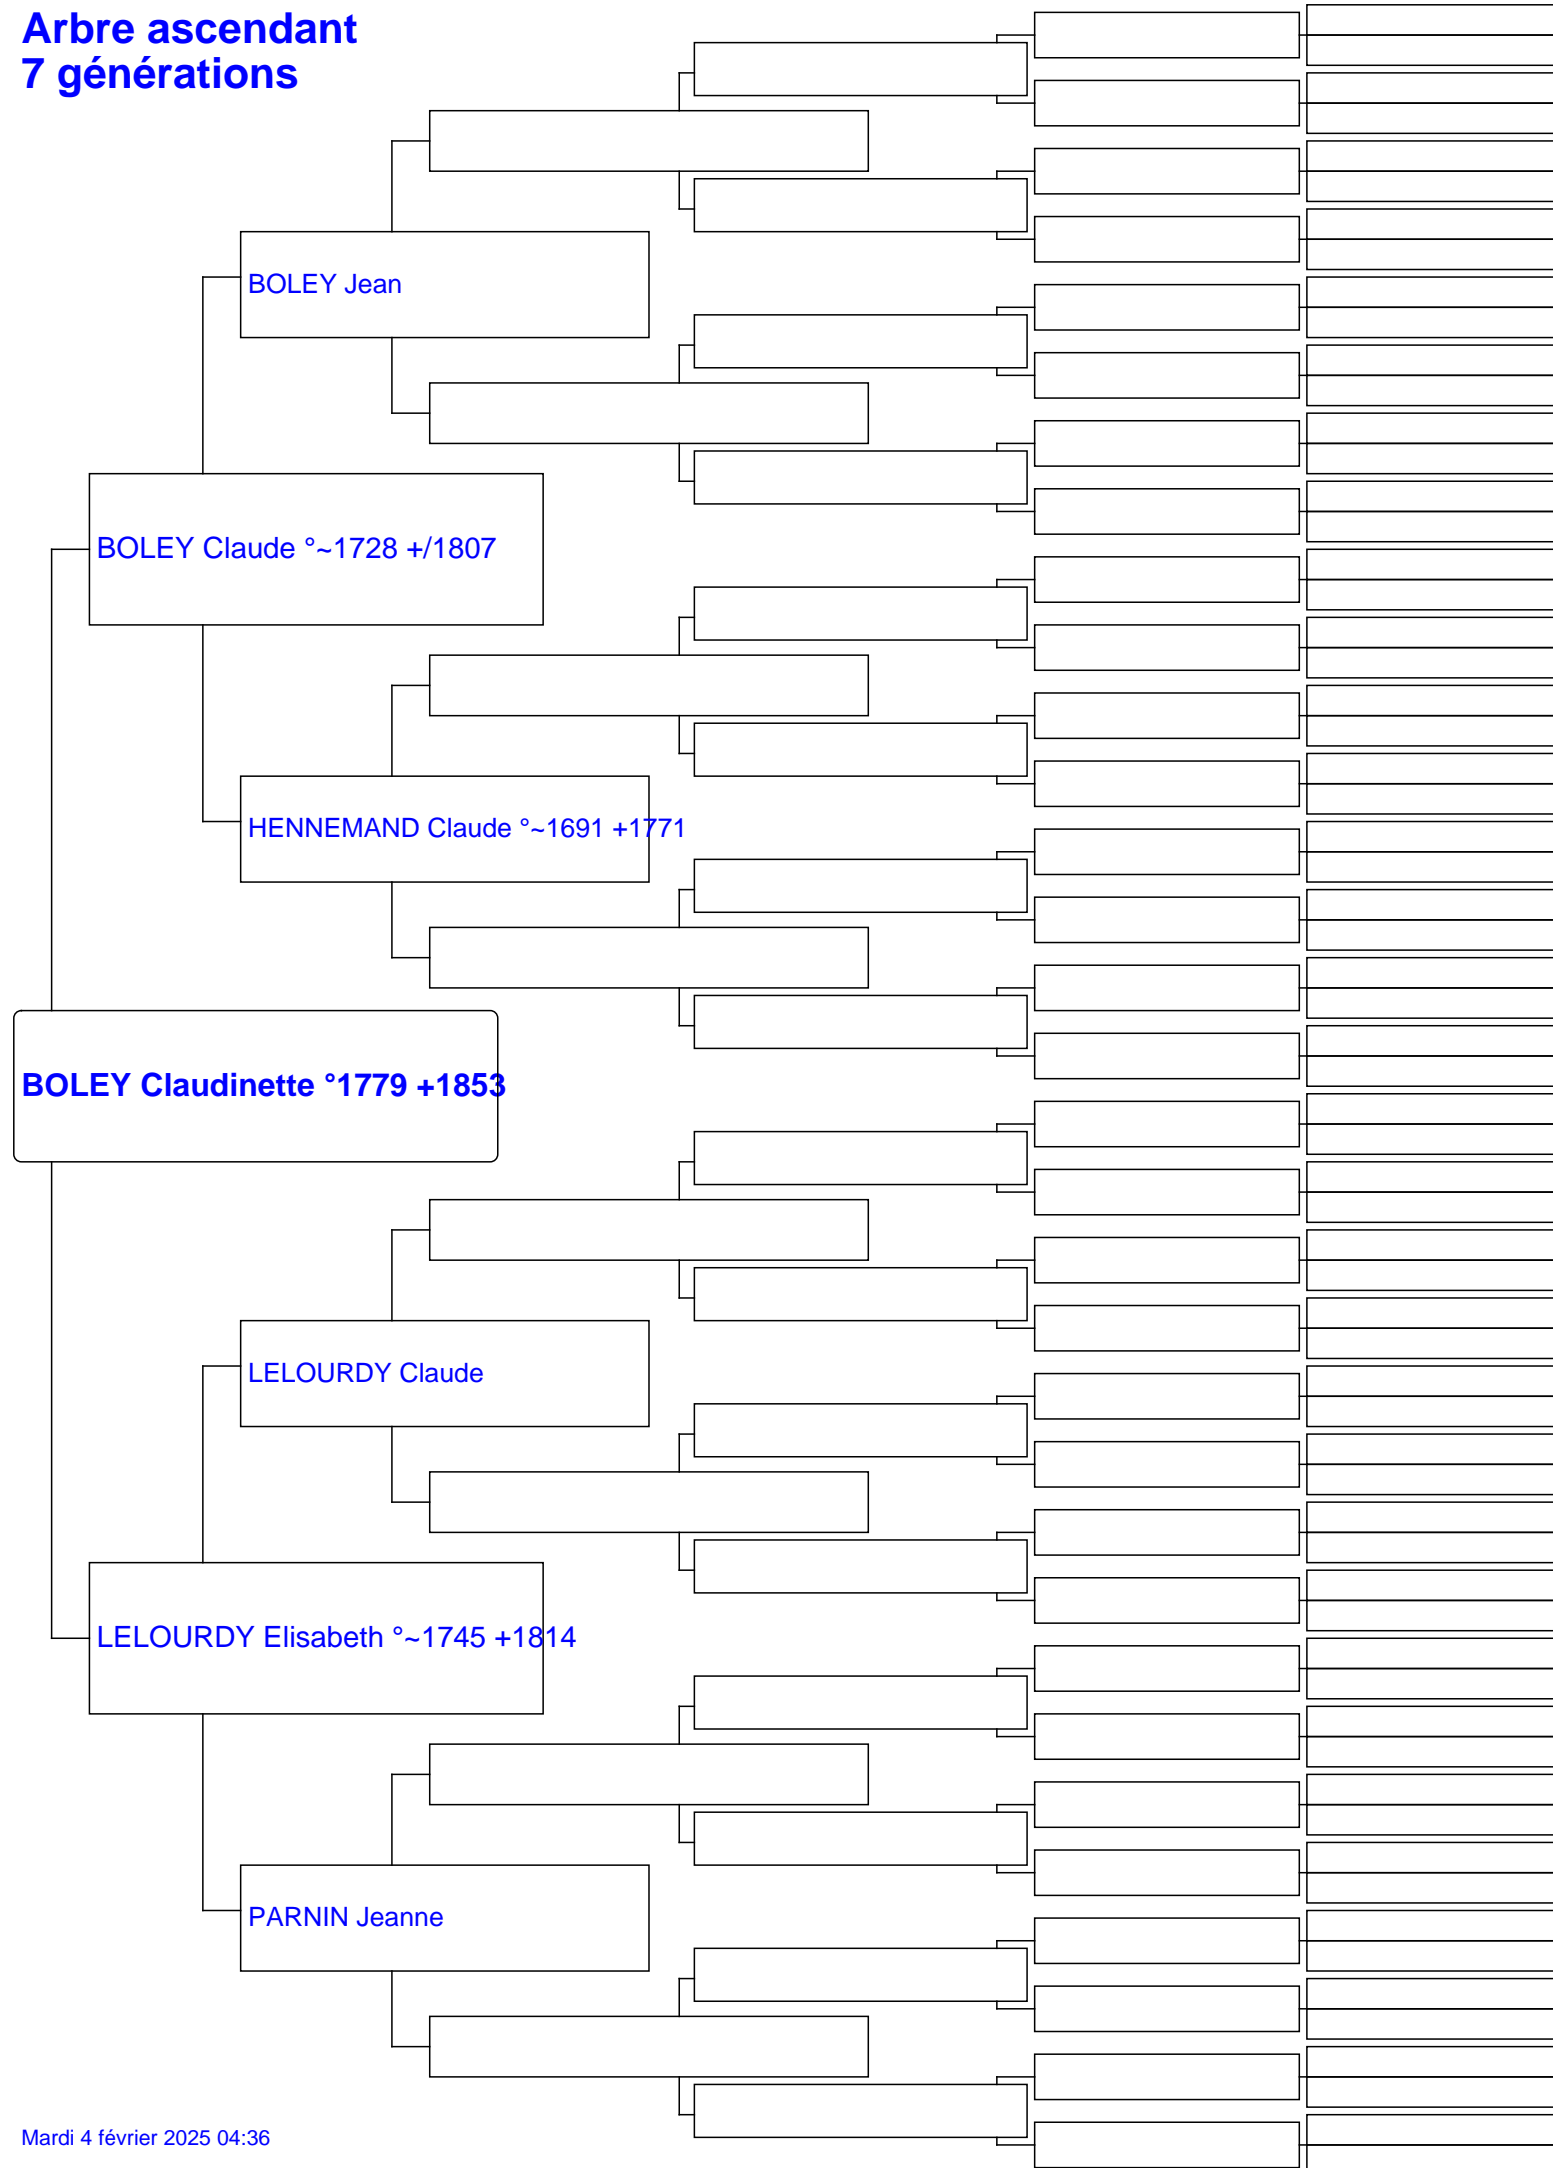 Arbre ascendant
7 générations
BOLEY Jean
BOLEY Claude °~1728 +/1807
HENNEMAND Claude °~1691 +1771
BOLEY Claudinette °1779 +1853
LELOURDY Claude
LELOURDY Elisabeth °~1745 +1814
PARNIN Jeanne
Mardi 4 février 2025 04:36